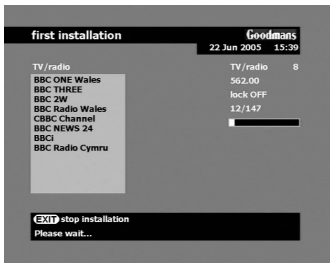 first installation
Goodmans
22 Jun 2005 15:39
TV/radio
TV/radio 8
BBC ONE Wales
562.00
BBC THREE
lock OFF
BBC 2W
12/147
BBC Radio Wales
CBBC Channel
BBC NEWS 24
BBCi
BBC Radio Cymru
EXIT stop installation
Please wait...